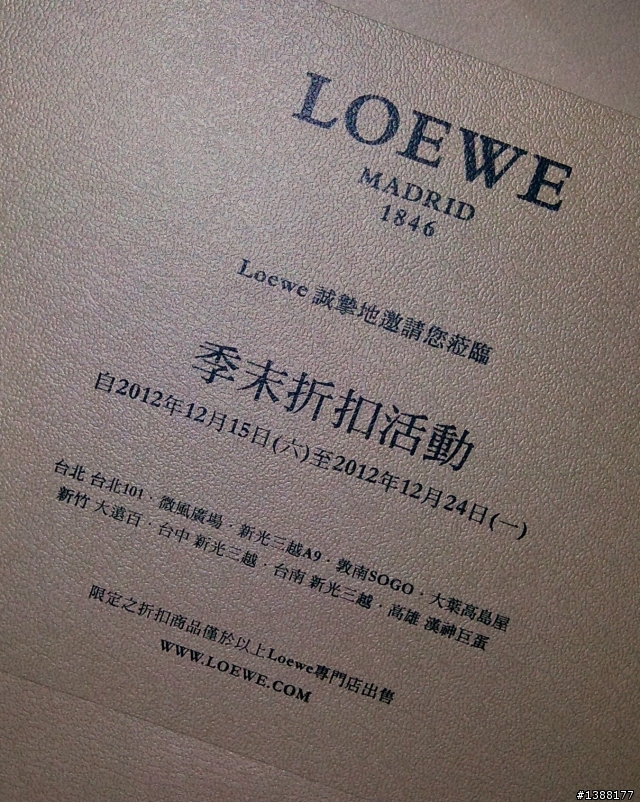 LOEWE
MADRID
1846
Loewe 誠摯地邀請您蒞臨
季末折扣活動
自2012年12月15日(六)至2012年12月24日(一)
台北 台北101 · 微風廣場 · 新光三越A9 · 敦南SOGO · 大葉高島屋
新竹 大遠百 · 台中 新光三越 · 台南 新光三越 · 高雄 漢神巨蛋
限定之折扣商品僅於以上Loewe專門店出售
WWW.LOEWE.COM
#1388177